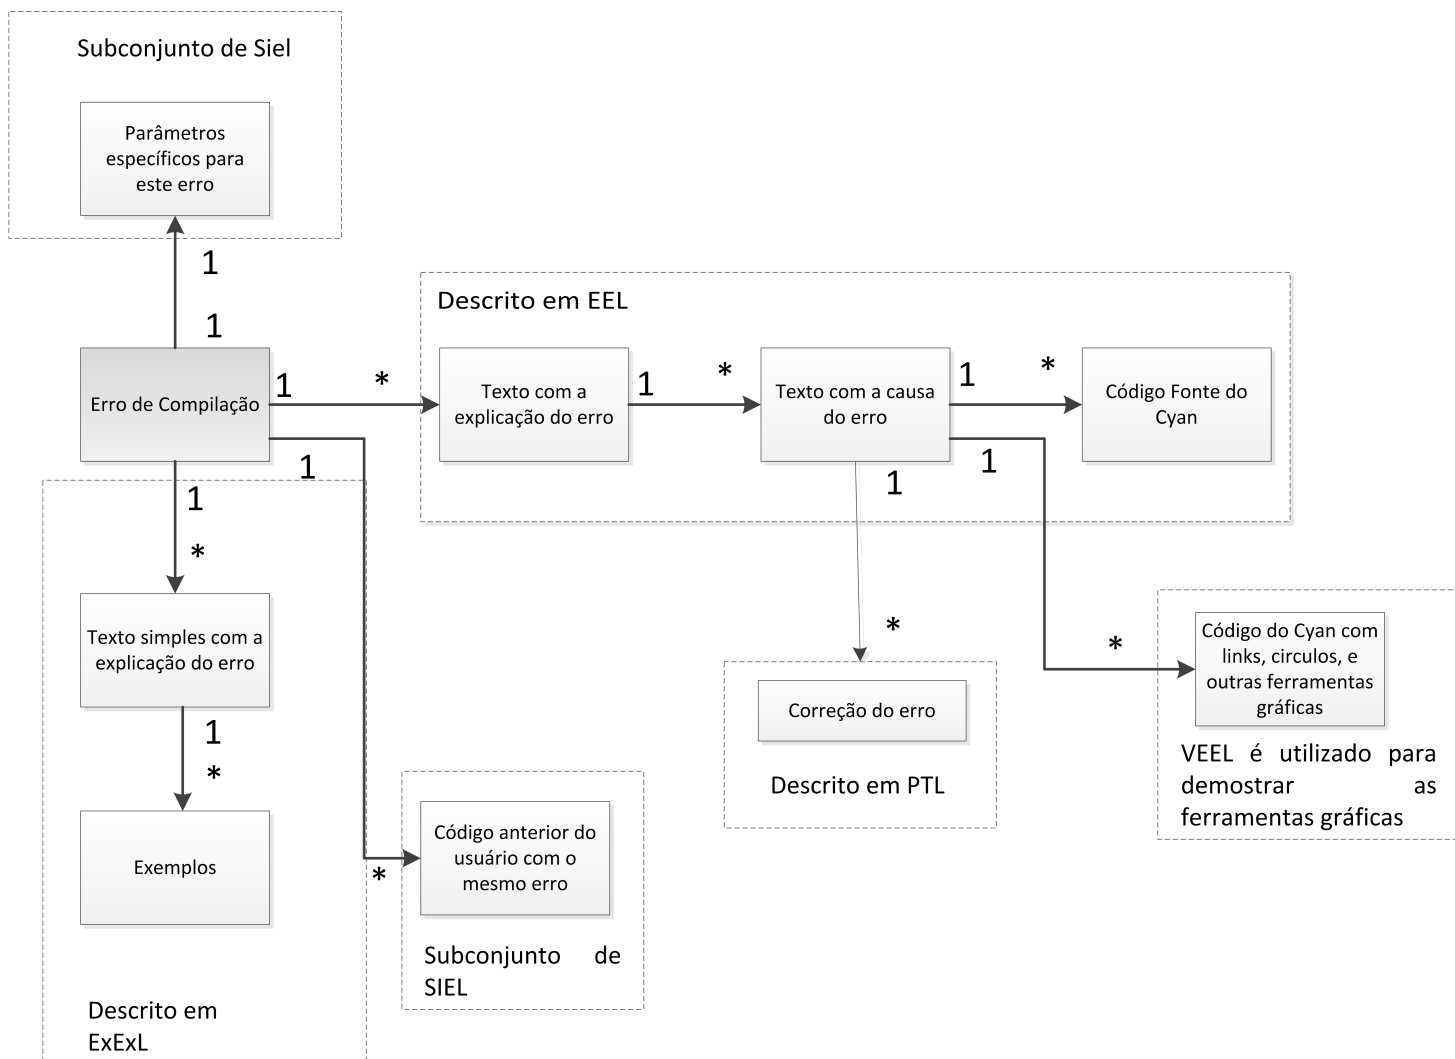 Subconjunto de Siel
Parâmetros
específicos para
este erro
1
1
Erro de Compilação
1
*
Descrito em EEL
Texto com a
explicação do erro
1
*
Texto com a causa
do erro
1
*
Código Fonte do
Cyan
1
1
1
*
Texto simples com a
explicação do erro
1
*
Exemplos
Descrito em
ExExL
1
*
Código anterior do
usuário com o
mesmo erro
Subconjunto de
SIEL
*
Correção do erro
Descrito em PTL
*
Código do Cyan com
links, circulos, e
outras ferramentas
gráficas
VEEL é utilizado para
demostrar as
ferramentas gráficas